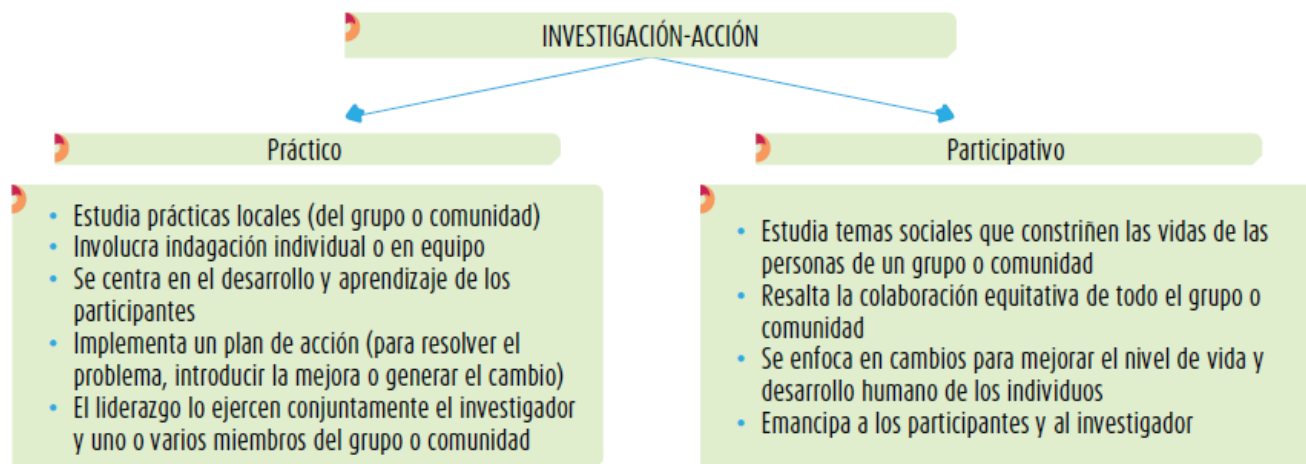 INVESTIGACIÓN-ACCIÓN
Práctico
• Estudia prácticas locales (del grupo o comunidad)
• Involucra indagación individual o en equipo
• Se centra en el desarrollo y aprendizaje de los
participantes
• Implementa un plan de acción (para resolver el
problema, introducir la mejora o generar el cambio)
• El liderazgo lo ejercen conjuntamente el investigador
y uno o varios miembros del grupo o comunidad
Participativo
• Estudia temas sociales que constriñen las vidas de las
personas de un grupo o comunidad
• Resalta la colaboración equitativa de todo el grupo o
comunidad
• Se enfoca en cambios para mejorar el nivel de vida y
desarrollo humano de los individuos
• Emancipa a los participantes y al investigador